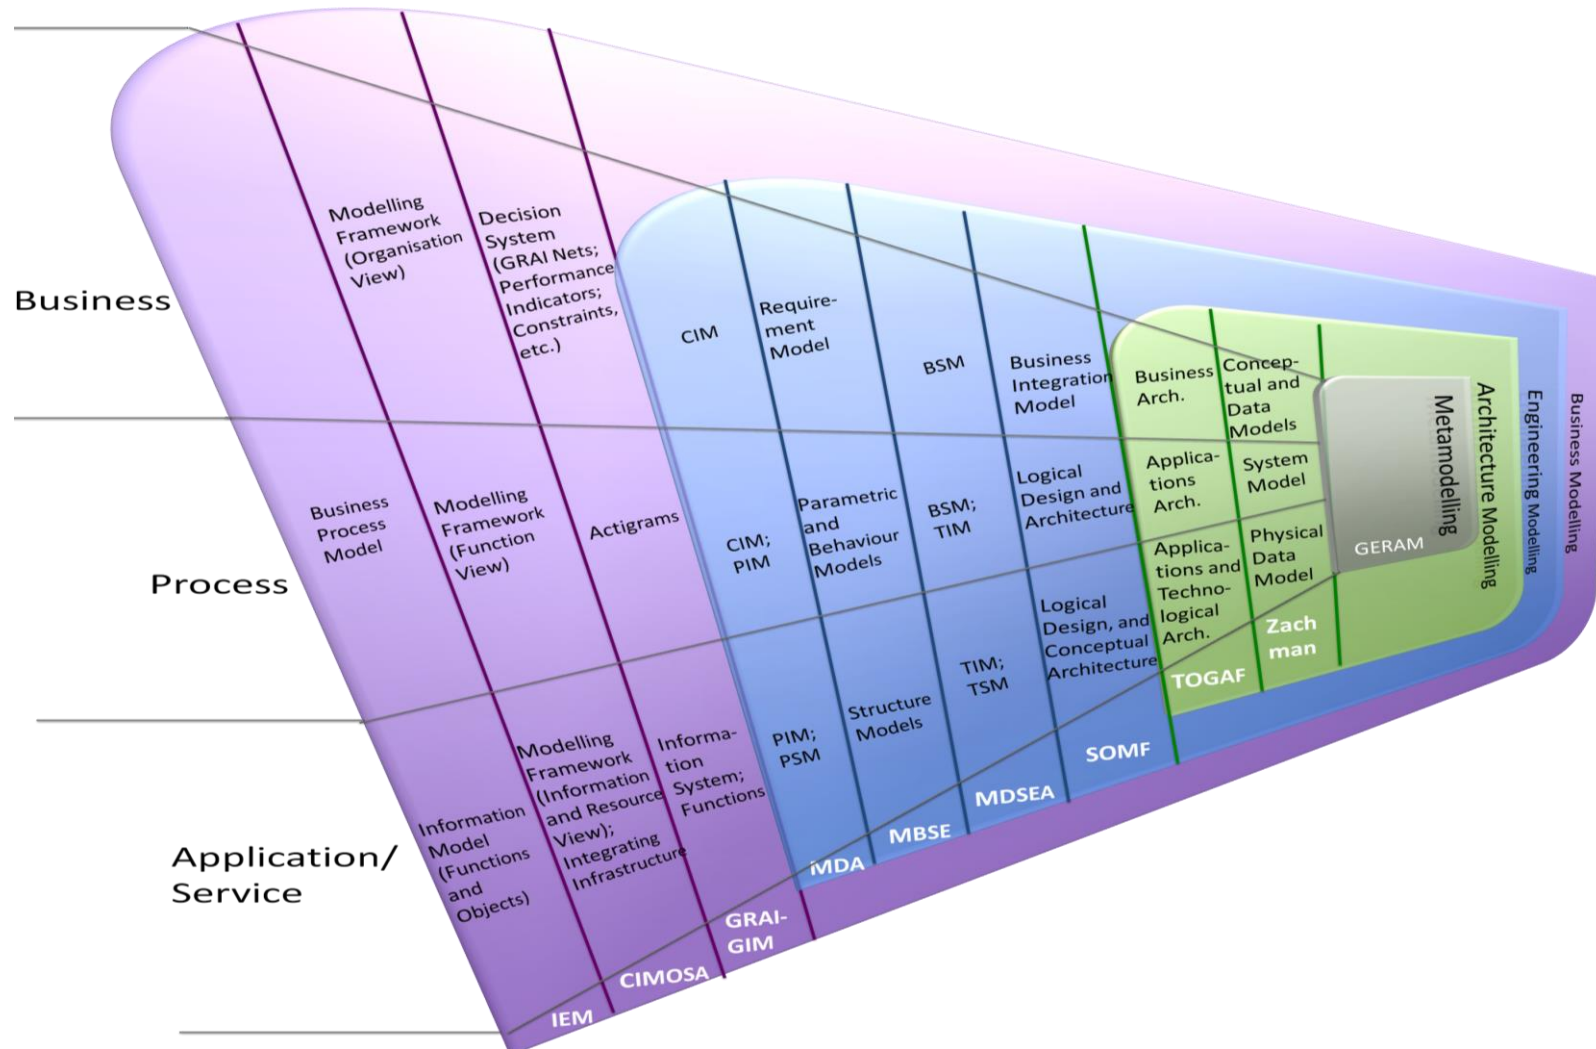 Business
Process
Application/
Service
Business
Process
Model
Information
Model
(Functions
and
Objects)
IEM
Modelling
Framework
(Organisation
View)
Modelling
Framework
(Function
View)
Modelling
Framework
(Information
and Resource
View);
Integrating
Infrastructure
CIMOSA
Decision
System
(GRAI Nets;
Performance
Indicators;
Constraints,
etc.)
Actigrams
Informa-
tion
System;
Functions
GRAI-
GIM
CIM
CIM;
PIM
PIM;
PSM
MDA
Require-
ment
Model
Parametric
and
Behaviour
Models
Structure
Models
MBSE
BSM
BSM;
TIM
TIM;
TSM
MDSEA
Business
Integration
Model
Logical
Design and
Architecture
Logical
Design, and
Conceptual
Architecture
SOMF
Business
Arch.
Applica-
tions
Arch.
Applica-
tions and
Techno-
logical
Arch.
TOGAF
Concep-
tual and
Data
Models
System
Model
Physical
Data
Model
Zach
man
GERAM
Metamodelling
Architecture Modelling
Engineering Modelling
Business Modelling